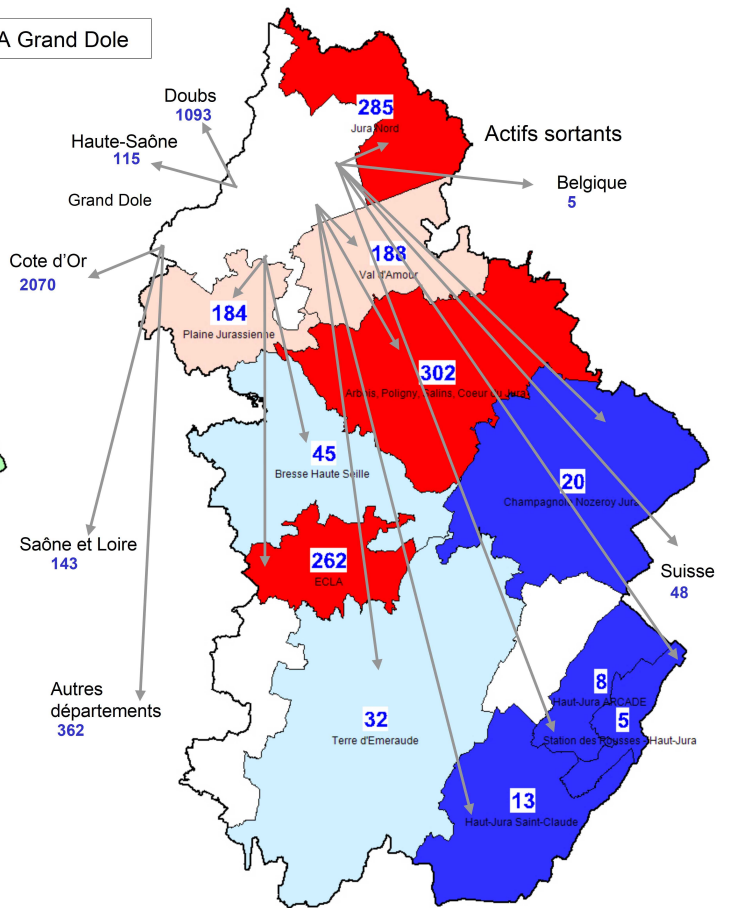 A Grand Dole
Doubs
1093
285
Jura Nord
Actifs sortants
Haute-Saône
115
Belgique
5
Grand Dole
Cote d’Or
2070
188
Val d'Amour
184
Plaine Jurassienne
302
Arbois, Poligny, Salins, Coeur du Jura
45
Bresse Haute Seille
20
Champagnole Nozeroy Jura
Saône et Loire
143
262
ECLA
Suisse
48
Autres
départements
362
8
Haut-Jura ARCADE
32
Terre d'Emeraude
5
Station des Rousses - Haut-Jura
13
Haut-Jura Saint-Claude